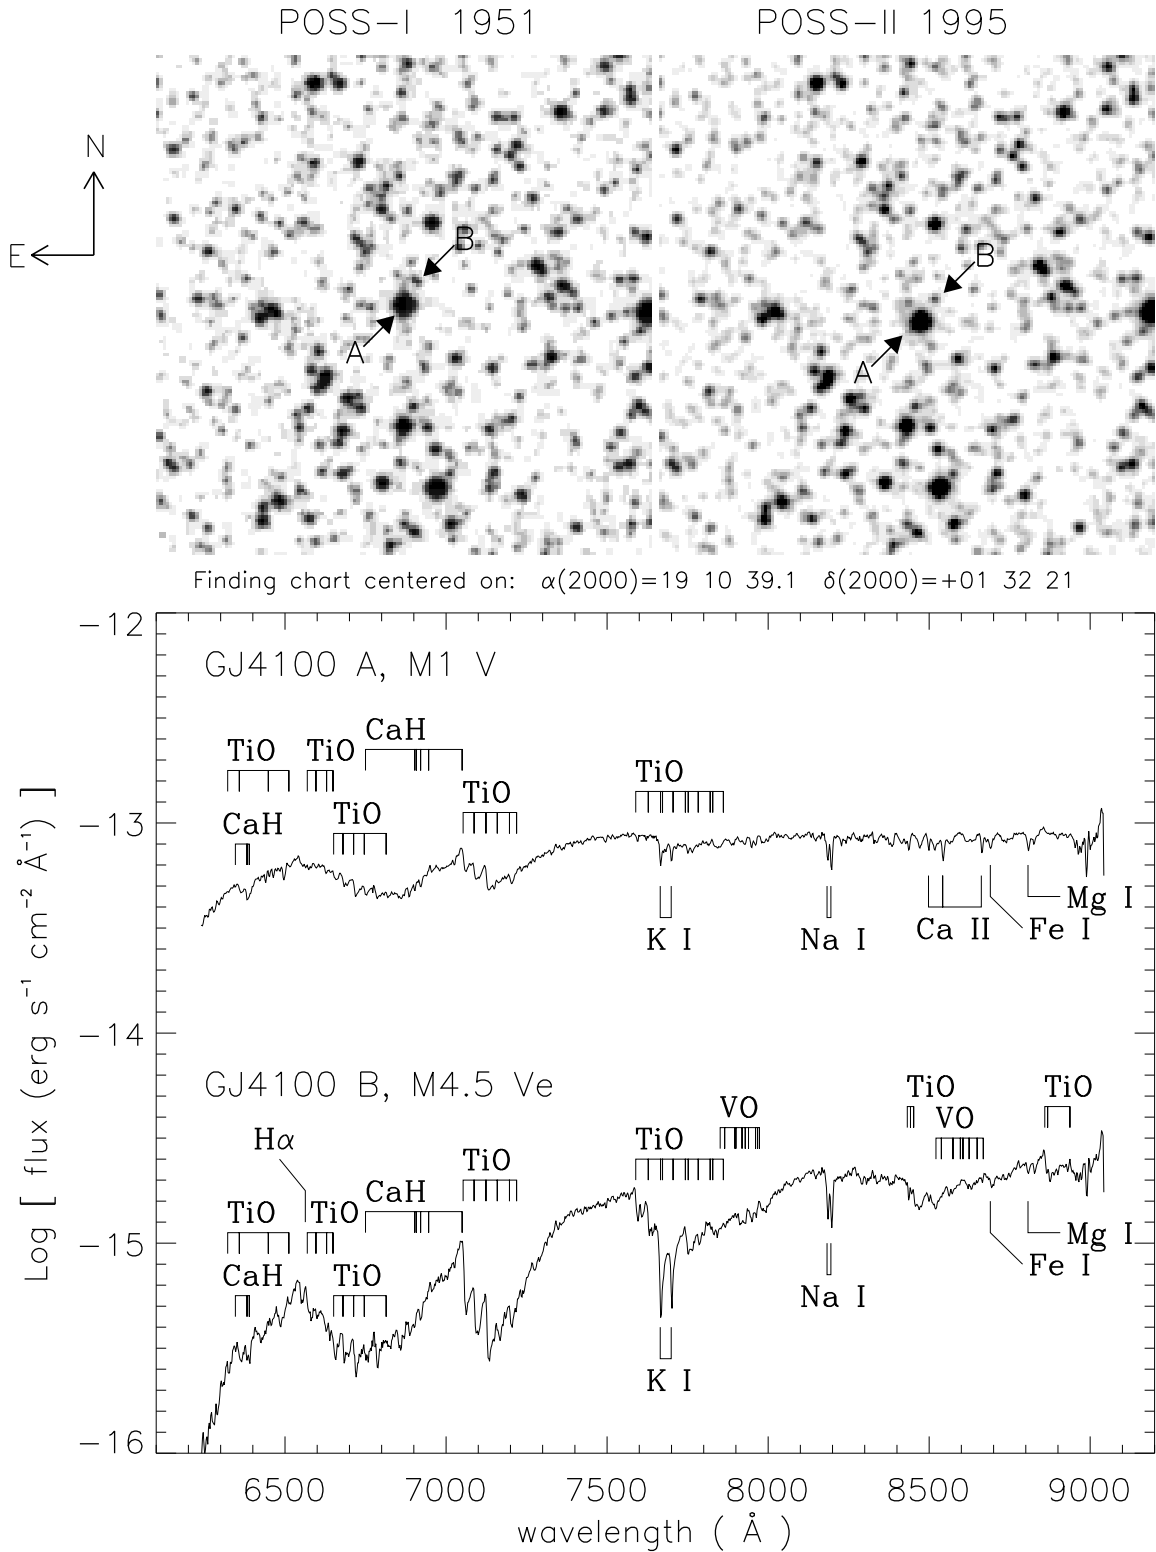 POSS-I 1951
POSS-II 1995
N
E
B
A
B
A
Finding chart centered on: α(2000)=19 10 39.1 δ(2000)=+01 32 21
-12
GJ4100 A, M1 V
CaH
TiO
TiO
TiO
TiO
TiO
CaH
-13
K I
Na I
Ca II
Fe I
Mg I
-14
GJ4100 B, M4.5 Ve
TiO
TiO
VO
VO
Hα
TiO
TiO
CaH
TiO
TiO
-15
CaH
TiO
Mg I
Fe I
Na I
K I
-16
6500
7000
7500
8000
8500
9000
wavelength ( Å )
Log [ flux (erg s⁻¹ cm⁻² Å⁻¹) ]